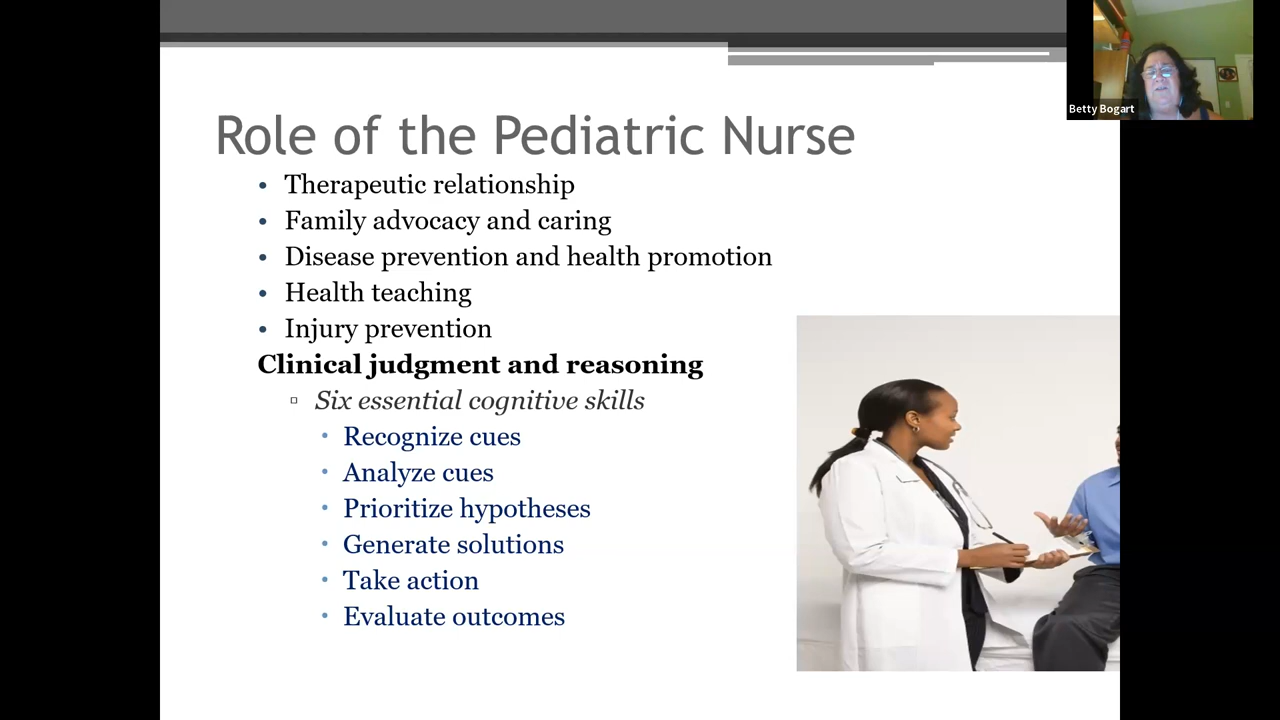 Betty Bogart
Role of the Pediatric Nurse
• Therapeutic relationship
• Family advocacy and caring
• Disease prevention and health promotion
• Health teaching
• Injury prevention
Clinical judgment and reasoning
▫ Six essential cognitive skills
• Recognize cues
• Analyze cues
• Prioritize hypotheses
• Generate solutions
• Take action
• Evaluate outcomes